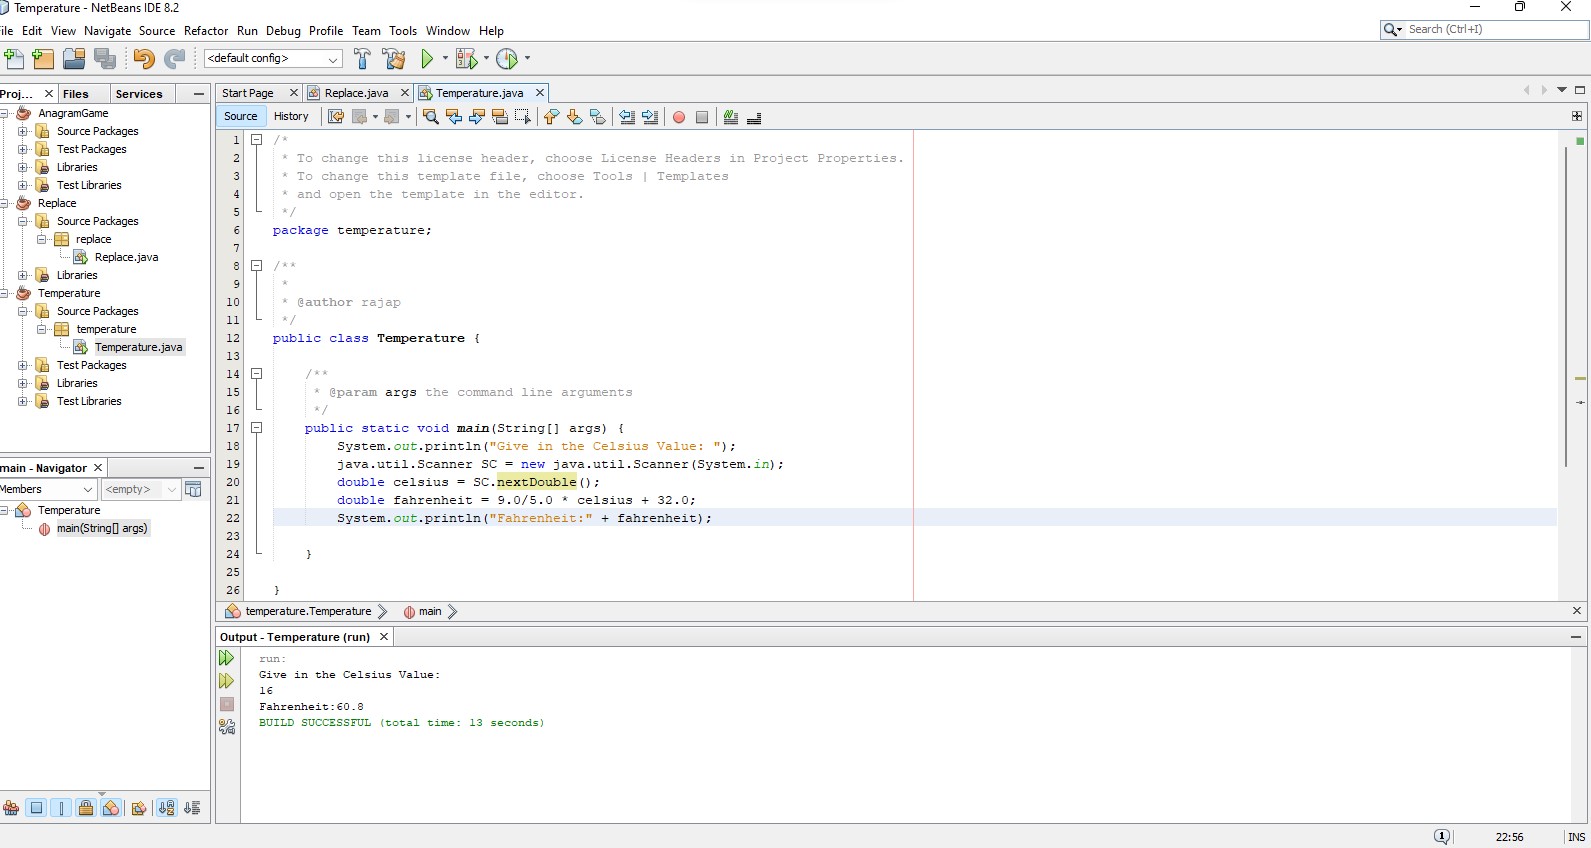 Temperature - NetBeans IDE 8.2
ile Edit View Navigate Source Refactor Run Debug Profile Team Tools Window Help
Search (Ctrl+I)
<default config>
Proj... Files Services
Start Page Replace.java Temperature.java
Source History
AnagramGame
Source Packages
Test Packages
Libraries
Test Libraries
Replace
Source Packages
replace
Replace.java
Libraries
Temperature
Source Packages
temperature
Temperature.java
Test Packages
Libraries
Test Libraries
1 /*
2 * To change this license header, choose License Headers in Project Properties.
3 * To change this template file, choose Tools | Templates
4 * and open the template in the editor.
5 */
6 package temperature;
7
8 /**
9 *
10 * @author rajap
11 */
12 public class Temperature {
13
14 /**
15 * @param args the command line arguments
16 */
17 public static void main(String[] args) {
18 System.out.println("Give in the Celsius Value: ");
19 java.util.Scanner SC = new java.util.Scanner(System.in);
20 double celsius = SC.nextDouble();
21 double fahrenheit = 9.0/5.0 * celsius + 32.0;
22 System.out.println("Fahrenheit:" + fahrenheit);
23
24 }
25
26 }
main - Navigator
Members <empty>
Temperature
main(String[] args)
temperature.Temperature main
Output - Temperature (run)
run:
Give in the Celsius Value:
16
Fahrenheit:60.8
BUILD SUCCESSFUL (total time: 13 seconds)
1 22:56 INS